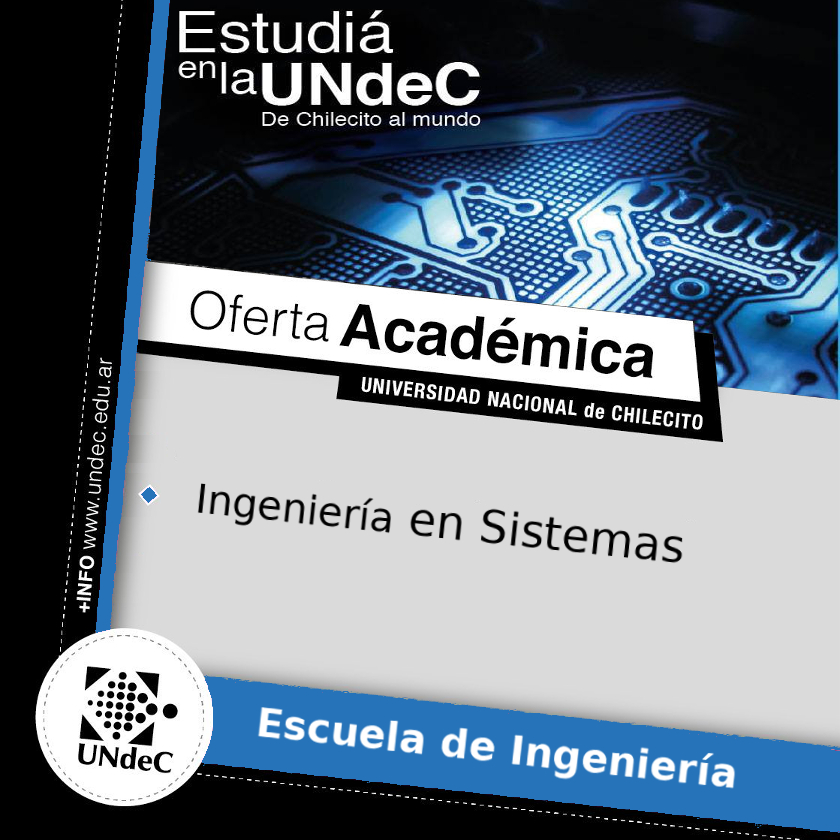 Estudiá
en la UNdeC
De Chilecito al mundo
Oferta Académica
UNIVERSIDAD NACIONAL de CHILECITO
+INFO www.undec.edu.ar
Ingeniería en Sistemas
Escuela de Ingeniería
UNdeC